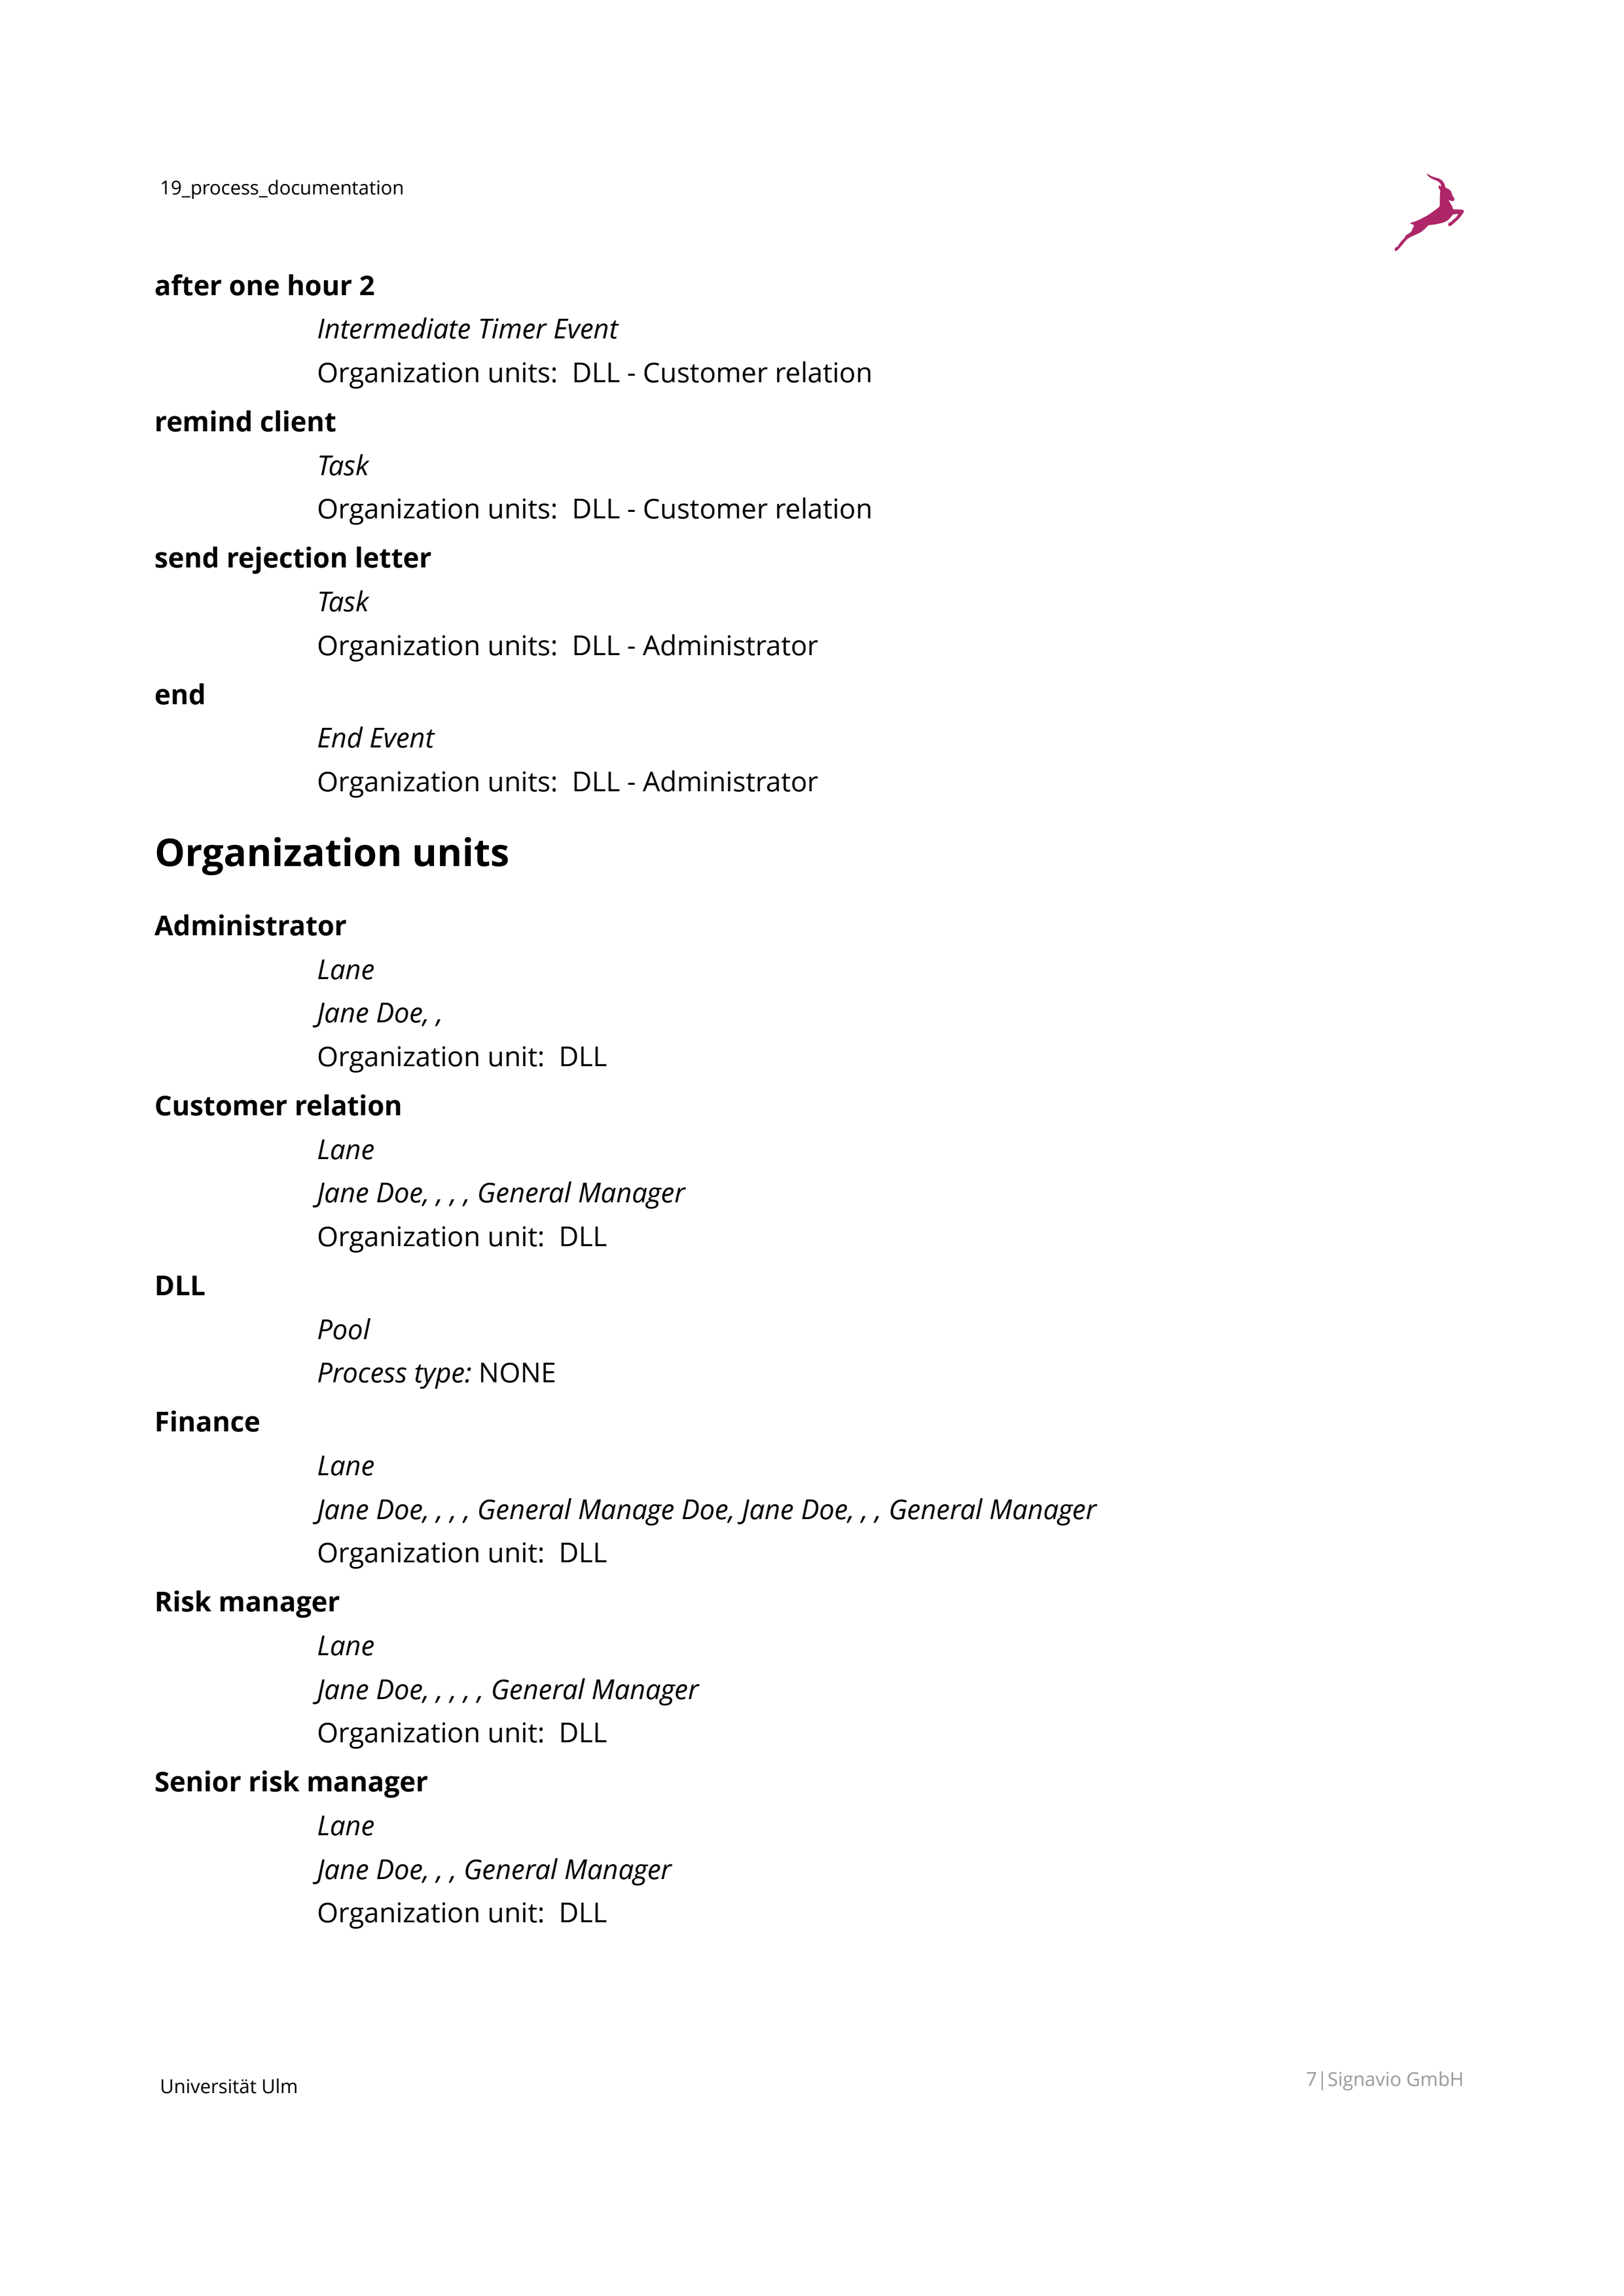 19_process_documentation
after one hour 2
Intermediate Timer Event
Organization units:  DLL - Customer relation
remind client
Task
Organization units:  DLL - Customer relation
send rejection letter
Task
Organization units:  DLL - Administrator
end
End Event
Organization units:  DLL - Administrator
Organization units
Administrator
Lane
Jane Doe, ,
Organization unit:  DLL
Customer relation
Lane
Jane Doe, , , , General Manager
Organization unit:  DLL
DLL
Pool
Process type: NONE
Finance
Lane
Jane Doe, , , , General Manage Doe, Jane Doe, , , General Manager
Organization unit:  DLL
Risk manager
Lane
Jane Doe, , , , , General Manager
Organization unit:  DLL
Senior risk manager
Lane
Jane Doe, , , General Manager
Organization unit:  DLL
Universität Ulm
7|Signavio GmbH